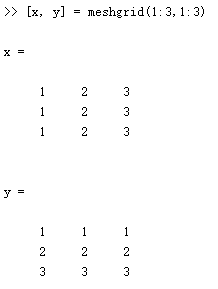 >> [x, y] = meshgrid(1:3,1:3)
x =
1 2 3
1 2 3
1 2 3
y =
1 1 1
2 2 2
3 3 3